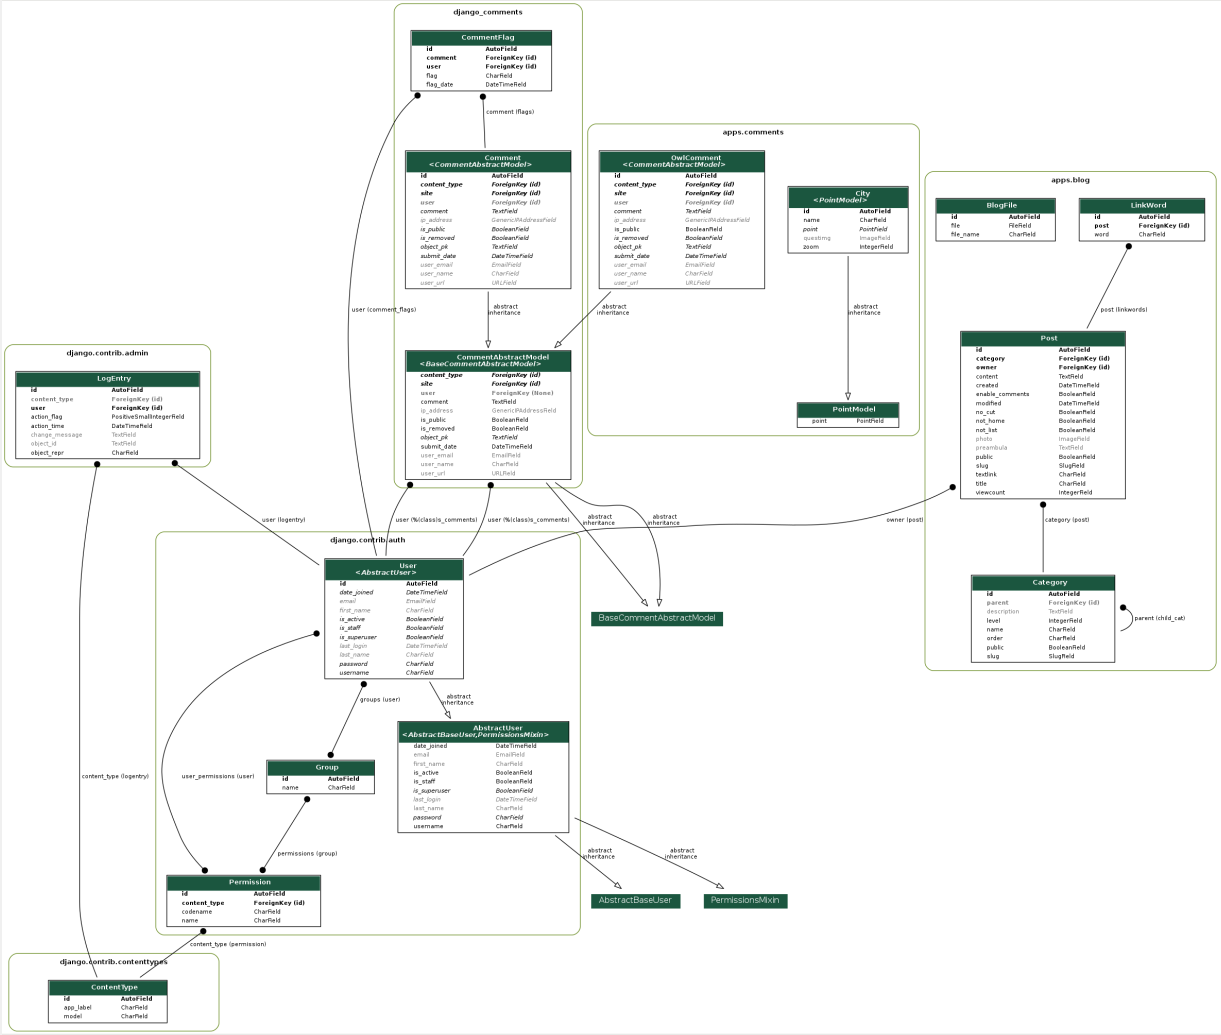 django_comments
CommentFlag
id AutoField
comment ForeignKey (id)
user ForeignKey (id)
flag CharField
flag_date DateTimeField
comment (flags)
Comment
<CommentAbstractModel>
id AutoField
content_type ForeignKey (id)
site ForeignKey (id)
user ForeignKey (id)
comment TextField
ip_address GenericIPAddressField
is_public BooleanField
is_removed BooleanField
object_pk TextField
submit_date DateTimeField
user_email EmailField
user_name CharField
user_url URLField
abstract
inheritance
user (comment_flags)
CommentAbstractModel
<BaseCommentAbstractModel>
content_type ForeignKey (id)
site ForeignKey (id)
user ForeignKey (None)
comment TextField
ip_address GenericIPAddressField
is_public BooleanField
is_removed BooleanField
object_pk TextField
submit_date DateTimeField
user_email EmailField
user_name CharField
user_url URLField
apps.comments
OwlComment
<CommentAbstractModel>
id AutoField
content_type ForeignKey (id)
site ForeignKey (id)
user ForeignKey (id)
comment TextField
ip_address GenericIPAddressField
is_public BooleanField
is_removed BooleanField
object_pk TextField
submit_date DateTimeField
user_email EmailField
user_name CharField
user_url URLField
abstract
inheritance
City
<PointModel>
id AutoField
name CharField
point PointField
questimg ImageField
zoom IntegerField
abstract
inheritance
PointModel
point PointField
apps.blog
BlogFile
id AutoField
file FileField
file_name CharField
LinkWord
id AutoField
post ForeignKey (id)
word CharField
post (linkwords)
Post
id AutoField
category ForeignKey (id)
owner ForeignKey (id)
content TextField
created DateTimeField
enable_comments BooleanField
modified DateTimeField
no_cut BooleanField
not_home BooleanField
not_list BooleanField
photo ImageField
preambula TextField
public BooleanField
slug SlugField
textlink CharField
title CharField
viewcount IntegerField
owner (post)
category (post)
Category
id AutoField
parent ForeignKey (id)
description TextField
level IntegerField
name CharField
order CharField
public BooleanField
slug SlugField
parent (child_cat)
django.contrib.admin
LogEntry
id AutoField
content_type ForeignKey (id)
user ForeignKey (id)
action_flag PositiveSmallIntegerField
action_time DateTimeField
change_message TextField
object_id TextField
object_repr CharField
user (logentry)
user (%(class)s_comments)
user (%(class)s_comments)
abstract
inheritance
abstract
inheritance
BaseCommentAbstractModel
django.contrib.auth
User
<AbstractUser>
id AutoField
date_joined DateTimeField
email EmailField
first_name CharField
is_active BooleanField
is_staff BooleanField
is_superuser BooleanField
last_login DateTimeField
last_name CharField
password CharField
username CharField
groups (user)
abstract
inheritance
AbstractUser
<AbstractBaseUser,PermissionsMixin>
date_joined DateTimeField
email EmailField
first_name CharField
is_active BooleanField
is_staff BooleanField
is_superuser BooleanField
last_login DateTimeField
last_name CharField
password CharField
username CharField
Group
id AutoField
name CharField
content_type (logentry)
user_permissions (user)
permissions (group)
abstract
inheritance
abstract
inheritance
AbstractBaseUser
PermissionsMixin
Permission
id AutoField
content_type ForeignKey (id)
codename CharField
name CharField
content_type (permission)
django.contrib.contenttypes
ContentType
id AutoField
app_label CharField
model CharField